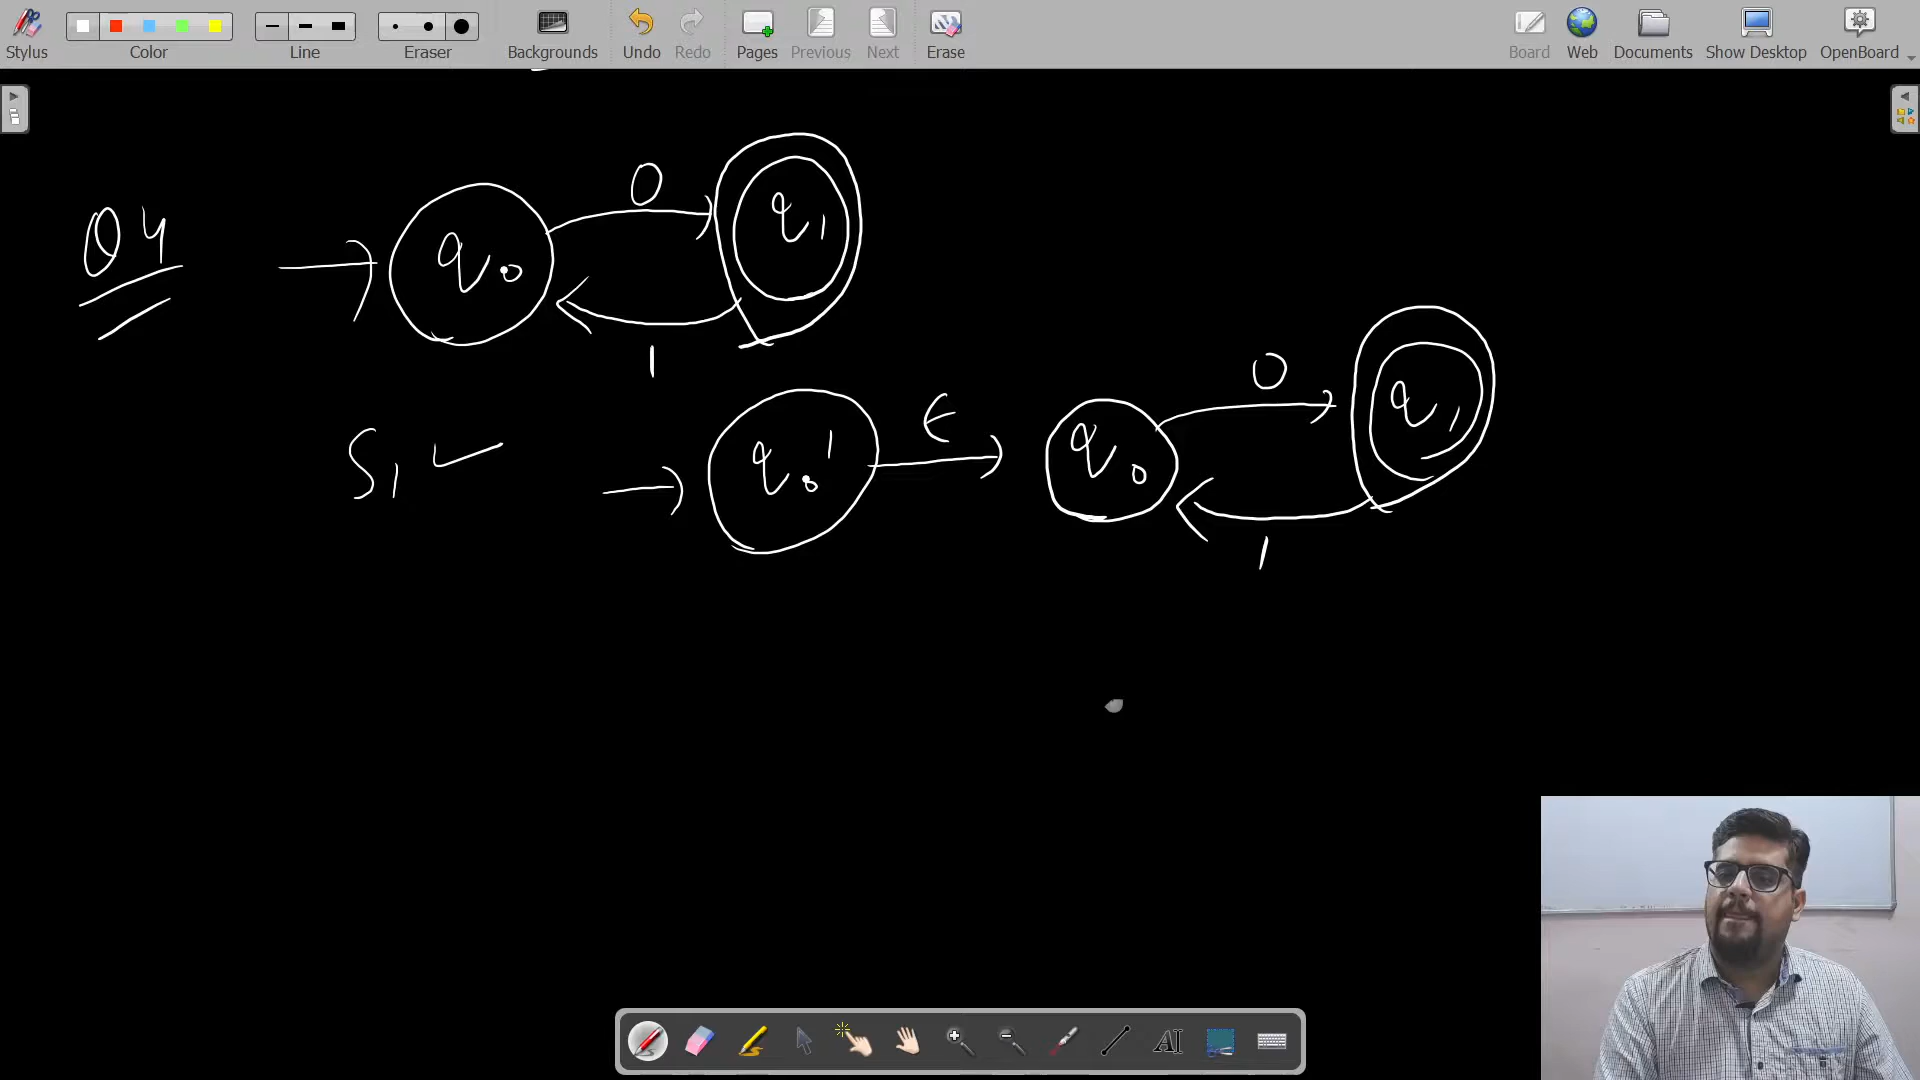 Stylus Color Line Eraser Backgrounds Undo Redo Pages Previous Next Erase Board Web Documents Show Desktop OpenBoard
Q4
q0 0 q1
1
S1 q0' ε q0 0 q1
1
AI